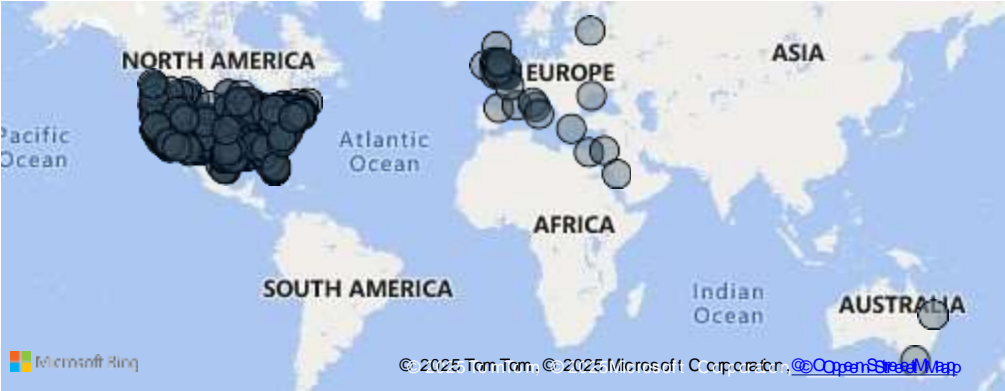 NORTH AMERICA
ASIA
EUROPE
Pacific
Ocean
Atlantic
Ocean
AFRICA
SOUTH AMERICA
Indian
Ocean
AUSTRALIA
Microsoft Bing
© 2025 TomTom, © 2025 Microsoft Corporation, © OpenStreetMap